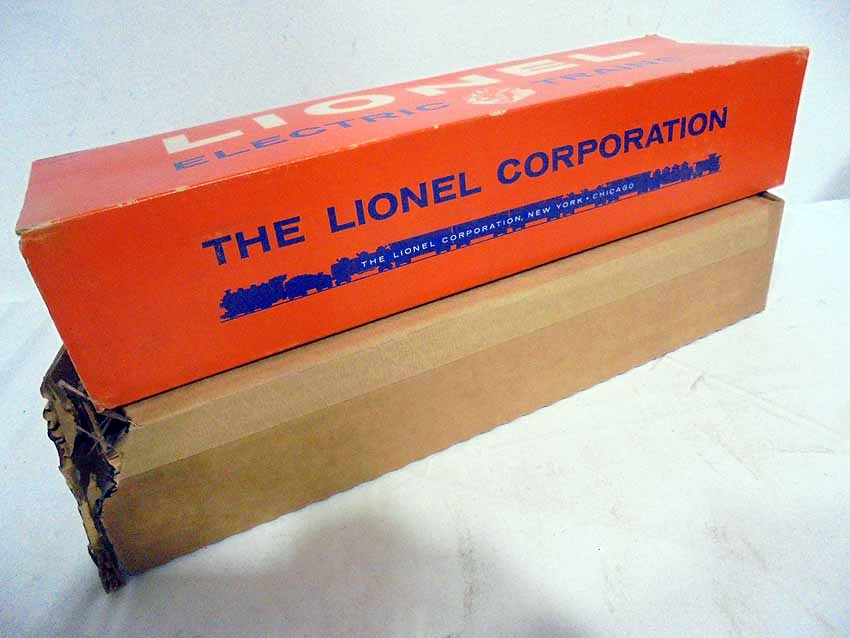 LIONEL
ELECTRIC TRAINS
THE LIONEL CORPORATION
THE LIONEL CORPORATION, NEW YORK • CHICAGO